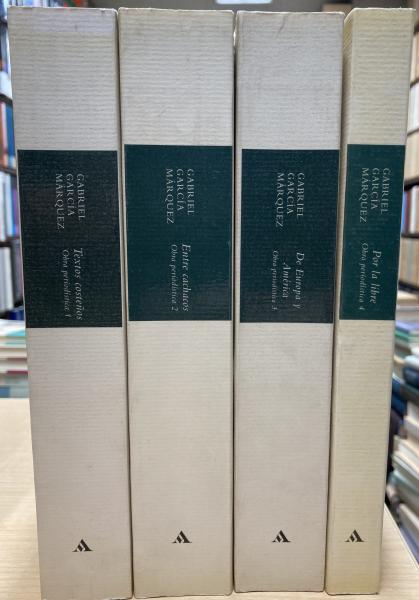 GABRIEL
GARCÍA
MÁRQUEZ
Textos costeños
Obra periodística 1
GABRIEL
GARCÍA
MÁRQUEZ
Entre cachacos
Obra periodística 2
GABRIEL
GARCÍA
MÁRQUEZ
De Europa y
América
Obra periodística 3
GABRIEL
GARCÍA
MÁRQUEZ
Por la libre
Obra periodística 4